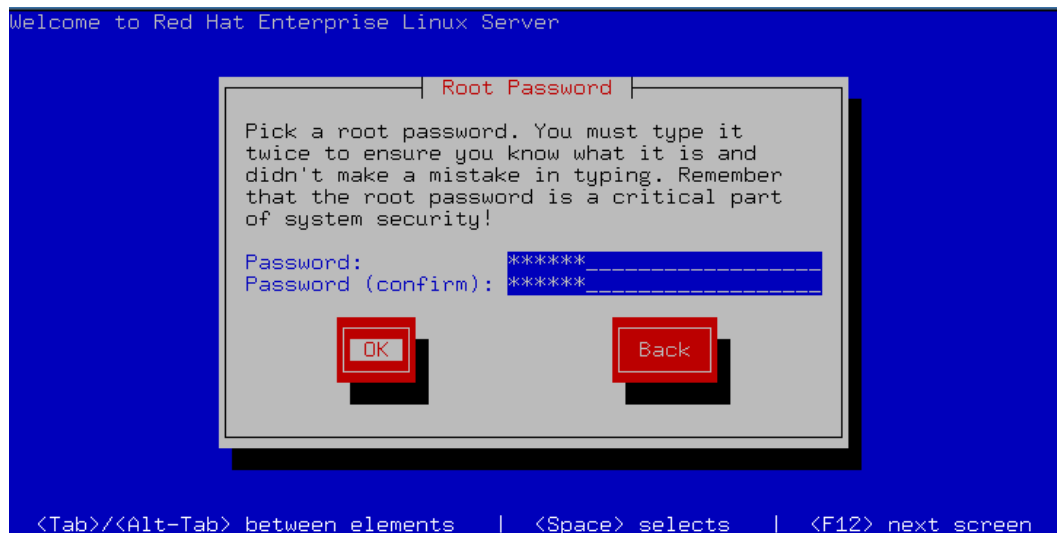 Welcome to Red Hat Enterprise Linux Server
Root Password
Pick a root password. You must type it
twice to ensure you know what it is and
didn't make a mistake in typing. Remember
that the root password is a critical part
of system security!
Password: ******__________________
Password (confirm): ******__________________
OK Back
<Tab>/<Alt-Tab> between elements | <Space> selects | <F12> next screen